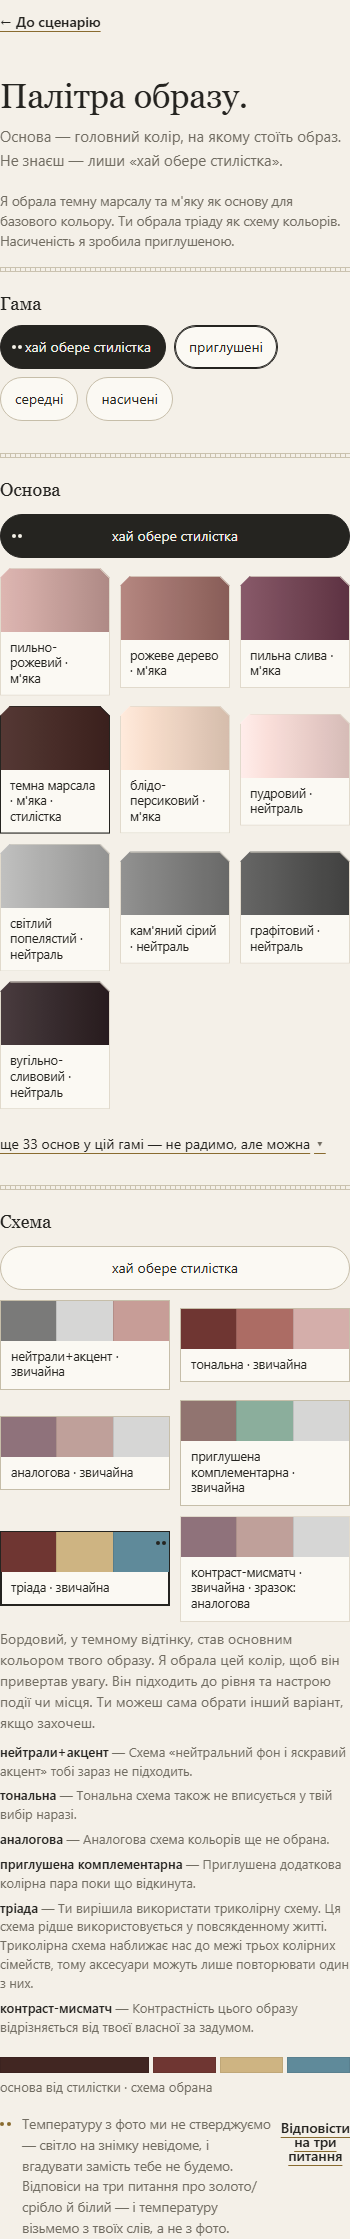 ← До сценарію
Палітра образу.
Основа — головний колір, на якому стоїть образ.
Не знаєш — лиши «хай обере стилістка».
Я обрала темну марсалу та м'яку як основу для
базового кольору. Ти обрала тріаду як схему кольорів.
Насиченість я зробила приглушеною.
Гама
хай обере стилістка
приглушені
середні
насичені
Основа
хай обере стилістка
пильно-
рожевий ·
м'яка
рожеве дерево
· м'яка
пильна слива ·
м'яка
темна марсала
· м'яка ·
стилістка
блідо-
персиковий ·
м'яка
пудровий ·
нейтраль
світлий
попелястий ·
нейтраль
кам'яний сірий
· нейтраль
графітовий ·
нейтраль
вугільно-
сливовий ·
нейтраль
ще 33 основ у цій гамі — не радимо, але можна ▾
Схема
хай обере стилістка
нейтрали+акцент ·
звичайна
тональна · звичайна
аналогова · звичайна
приглушена
комплементарна ·
звичайна
тріада · звичайна
контраст-мисматч ·
звичайна · зразок:
аналогова
Бордовий, у темному відтінку, став основним
кольором твого образу. Я обрала цей колір, щоб він
привертав увагу. Він підходить до рівня та настрою
події чи місця. Ти можеш сама обрати інший варіант,
якщо захочеш.
нейтрали+акцент — Схема «нейтральний фон і яскравий
акцент» тобі зараз не підходить.
тональна — Тональна схема також не вписується у твій
вибір наразі.
аналогова — Аналогова схема кольорів ще не обрана.
приглушена комплементарна — Приглушена додаткова
колірна пара поки що відкинута.
тріада — Ти вирішила використати триколірну схему. Ця
схема рідше використовується у повсякденному житті.
Триколірна схема наближає нас до межі трьох колірних
сімейств, тому аксесуари можуть лише повторювати один
з них.
контраст-мисматч — Контрастність цього образу
відрізняється від твоєї власної за задумом.
основа від стилістки · схема обрана
Температуру з фото ми не стверджуємо
— світло на знімку невідоме, і
вгадувати замість тебе не будемо.
Відповіси на три питання про золото/
срібло й білий — і температуру
візьмемо з твоїх слів, а не з фото.
Відповісти
на три
питання